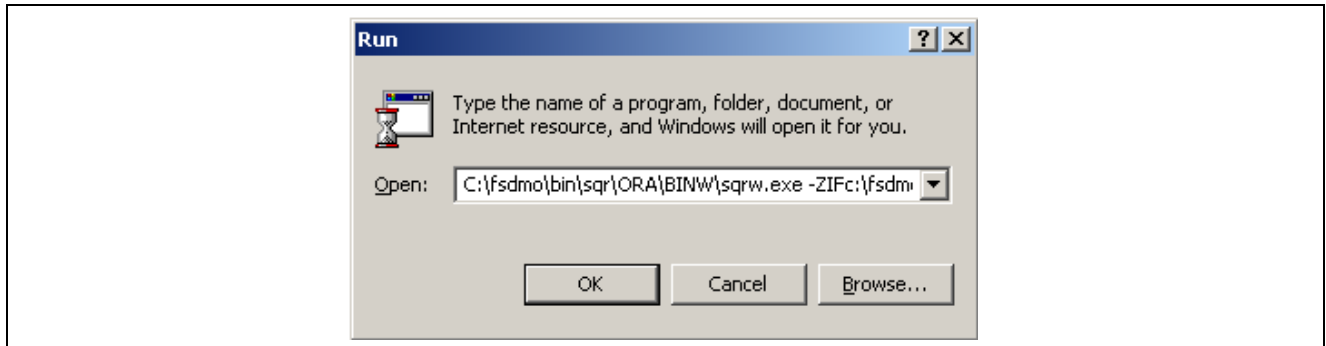 Run
Type the name of a program, folder, document, or
Internet resource, and Windows will open it for you.
Open: C:\fsdmo\bin\sqr\ORA\BINW\sqrw.exe -ZIFc:\fsdm
OK Cancel Browse...